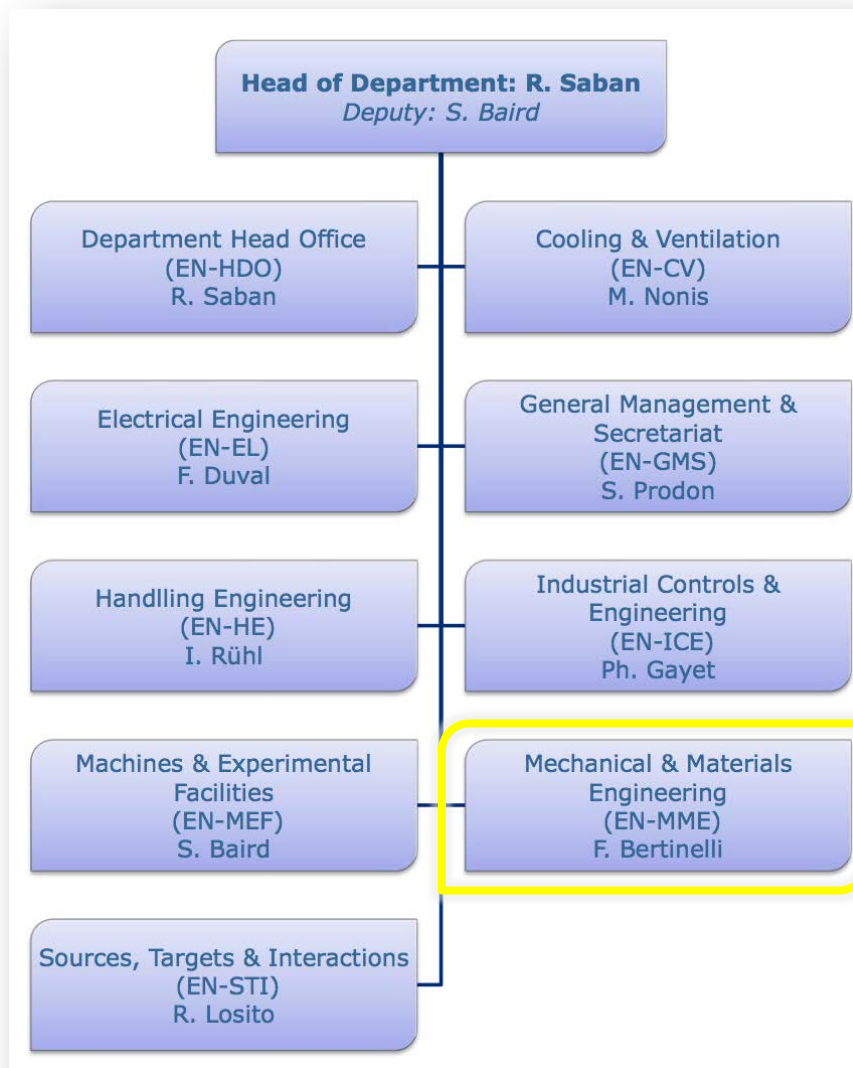 Head of Department: R. Saban
Deputy: S. Baird
Department Head Office
(EN-HDO)
R. Saban
Cooling & Ventilation
(EN-CV)
M. Nonis
Electrical Engineering
(EN-EL)
F. Duval
General Management &
Secretariat
(EN-GMS)
S. Prodon
Handlling Engineering
(EN-HE)
I. Rühl
Industrial Controls &
Engineering
(EN-ICE)
Ph. Gayet
Machines & Experimental
Facilities
(EN-MEF)
S. Baird
Mechanical & Materials
Engineering
(EN-MME)
F. Bertinelli
Sources, Targets & Interactions
(EN-STI)
R. Losito